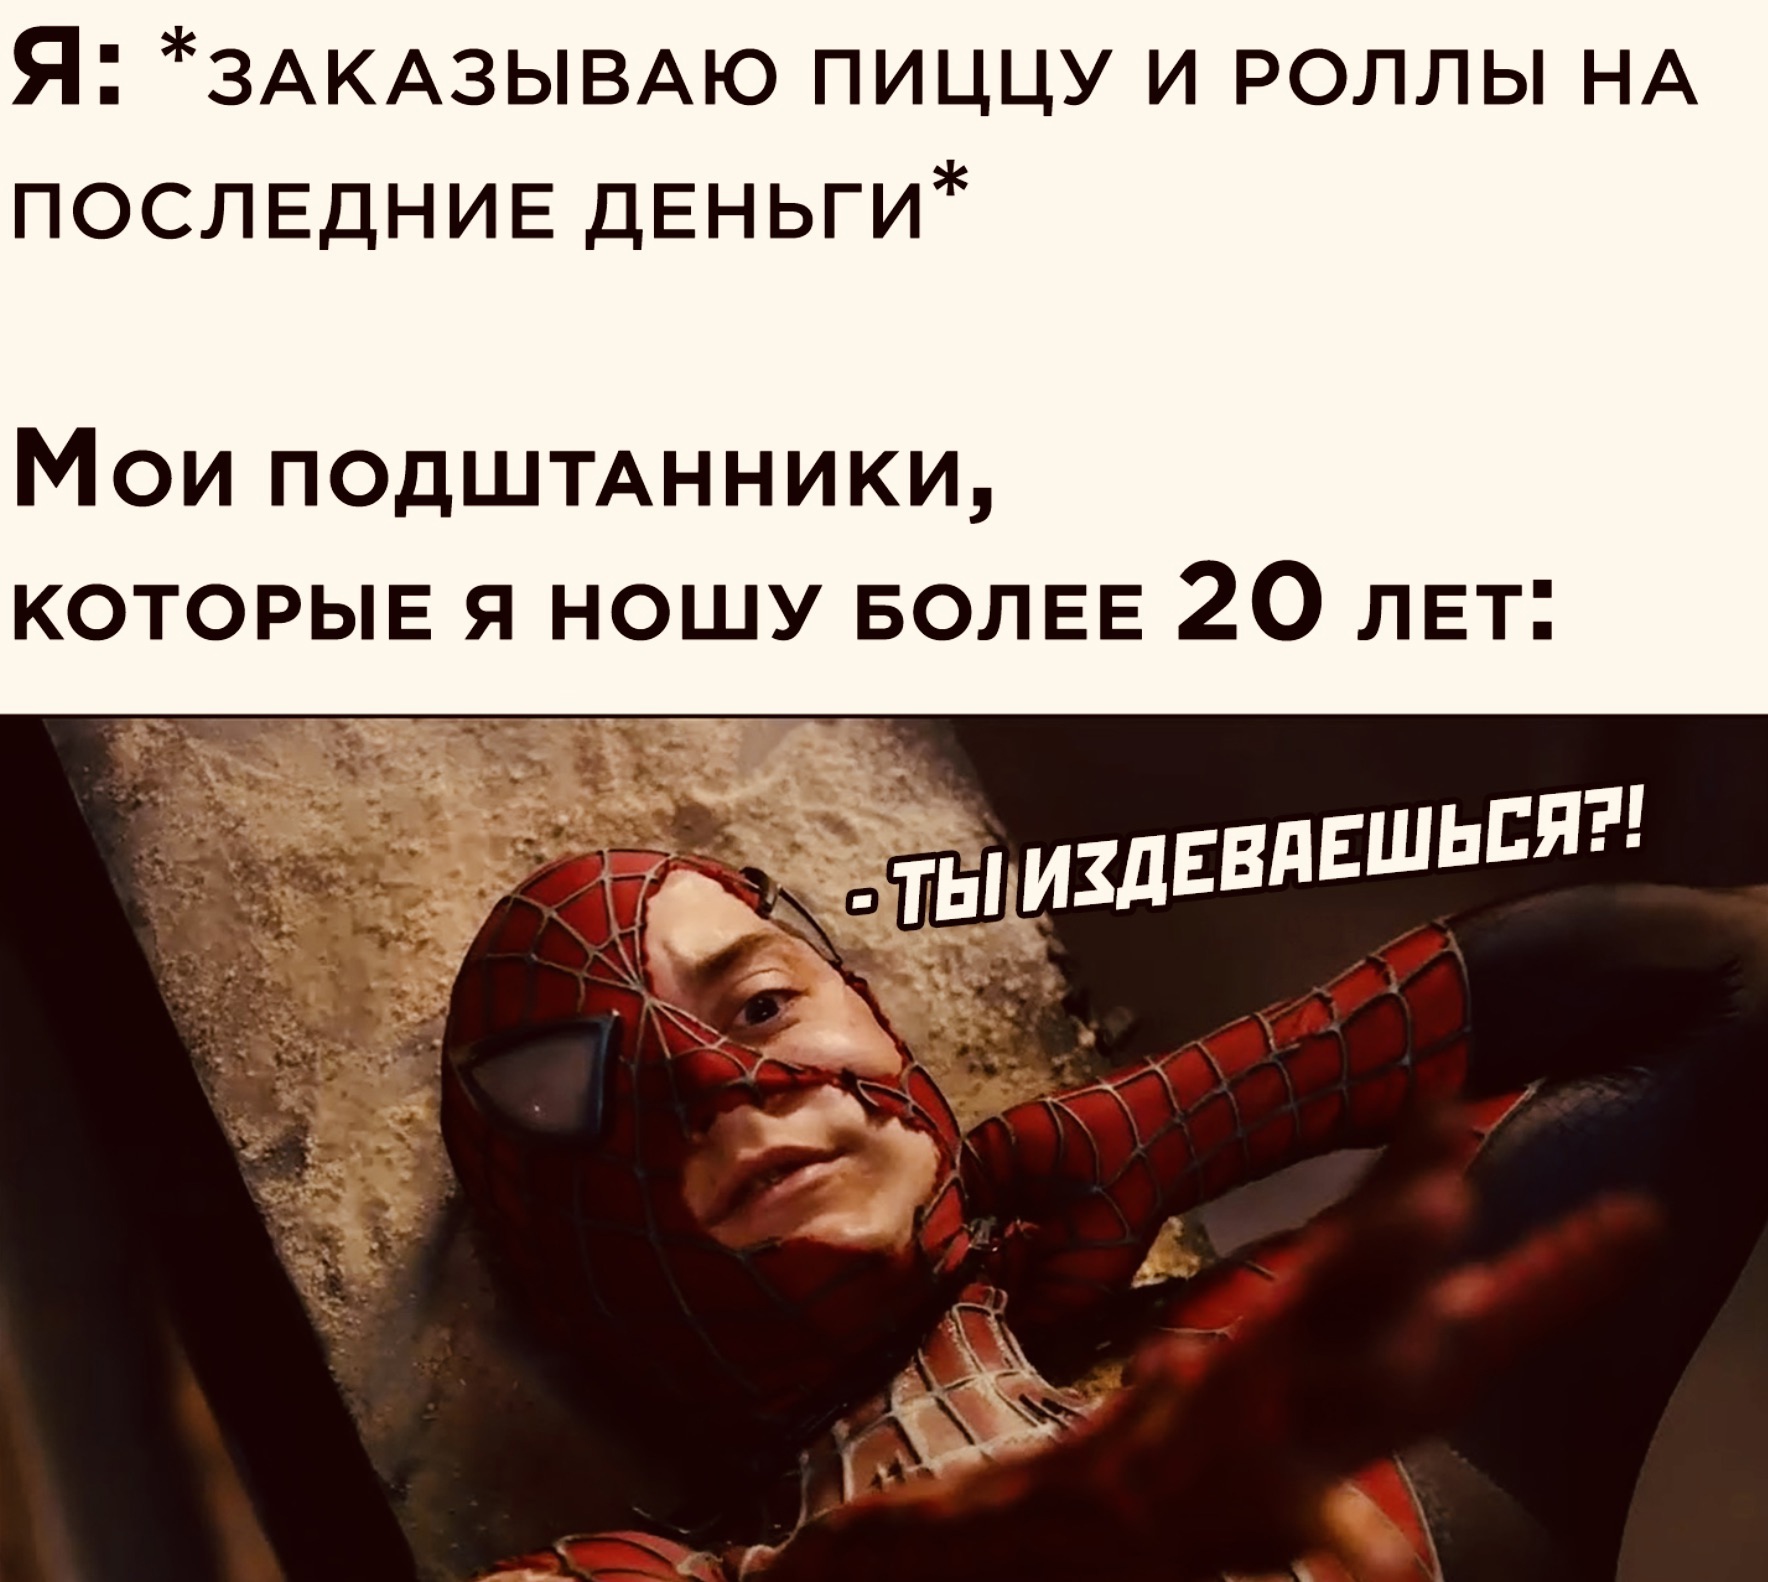 Я: *ЗАКАЗЫВАЮ ПИЦЦУ И РОЛЛЫ НА
ПОСЛЕДНИЕ ДЕНЬГИ*
МОИ ПОДШТАННИКИ,
КОТОРЫЕ Я НОШУ БОЛЕЕ 20 ЛЕТ:
- ТЫ ИЗДЕВАЕШЬСЯ?!